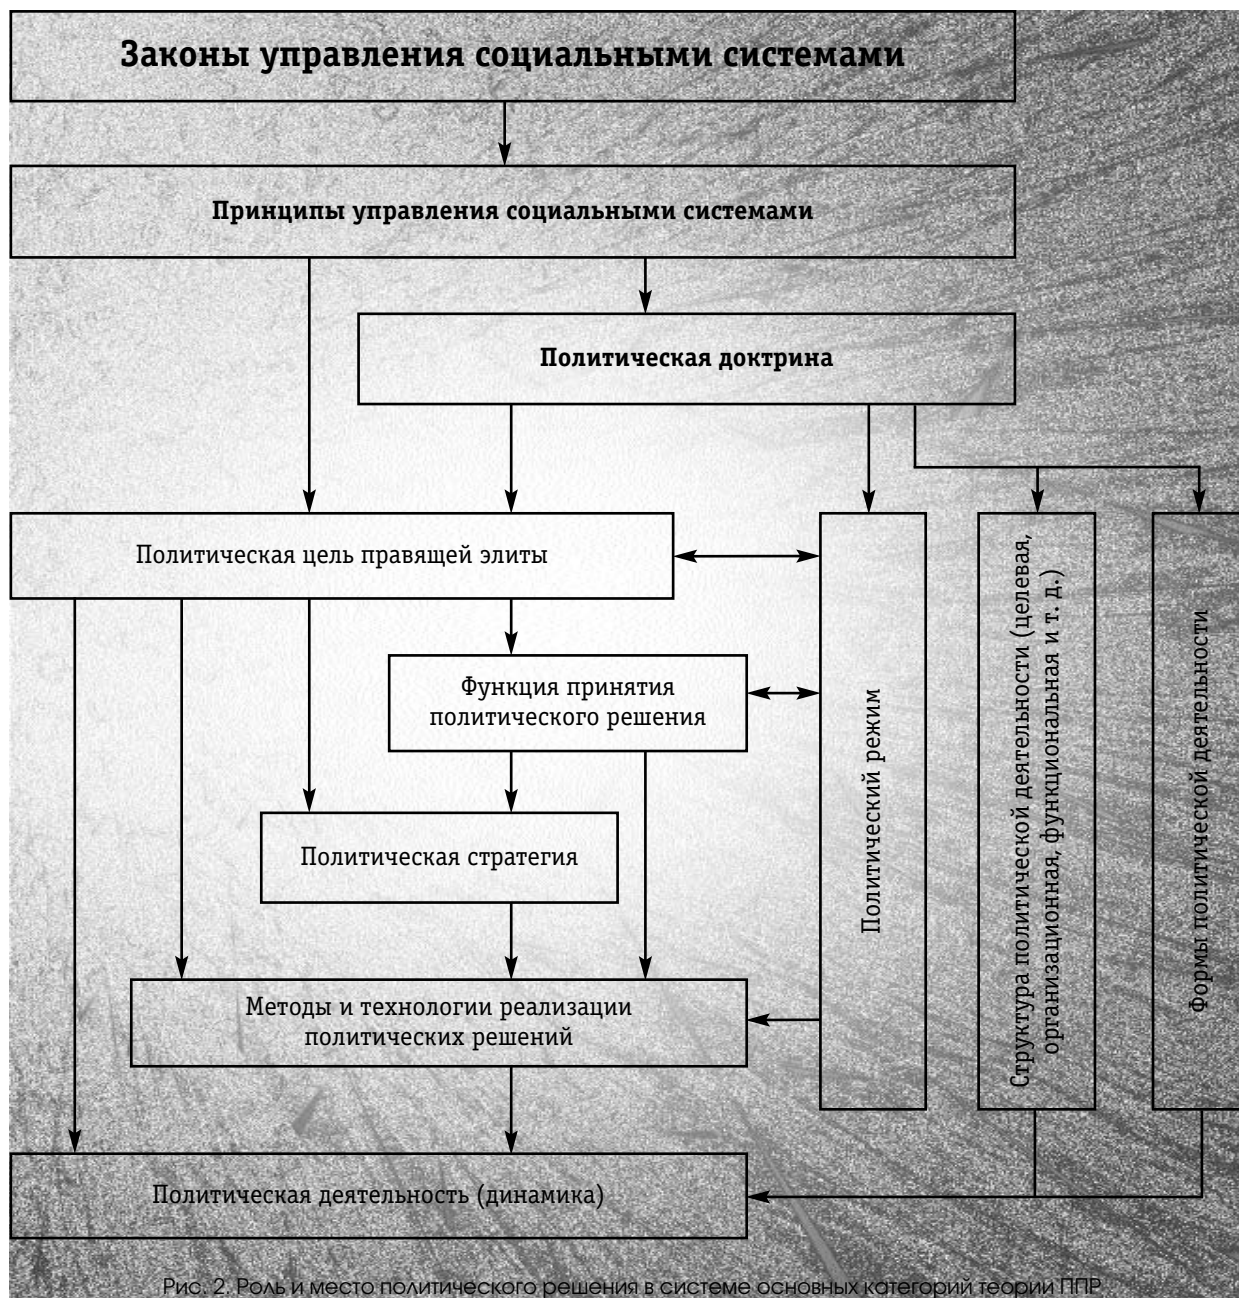 Законы управления социальными системами
Принципы управления социальными системами
Политическая доктрина
Политическая цель правящей элиты
Функция принятия
политического решения
Политическая стратегия
Методы и технологии реализации
политических решений
Политическая деятельность (динамика)
Политический режим
Структура политической деятельности (целевая,
организационная, функциональная и т. д.)
Формы политической деятельности
Рис. 2. Роль и место политического решения в системе основных категорий теории ППР